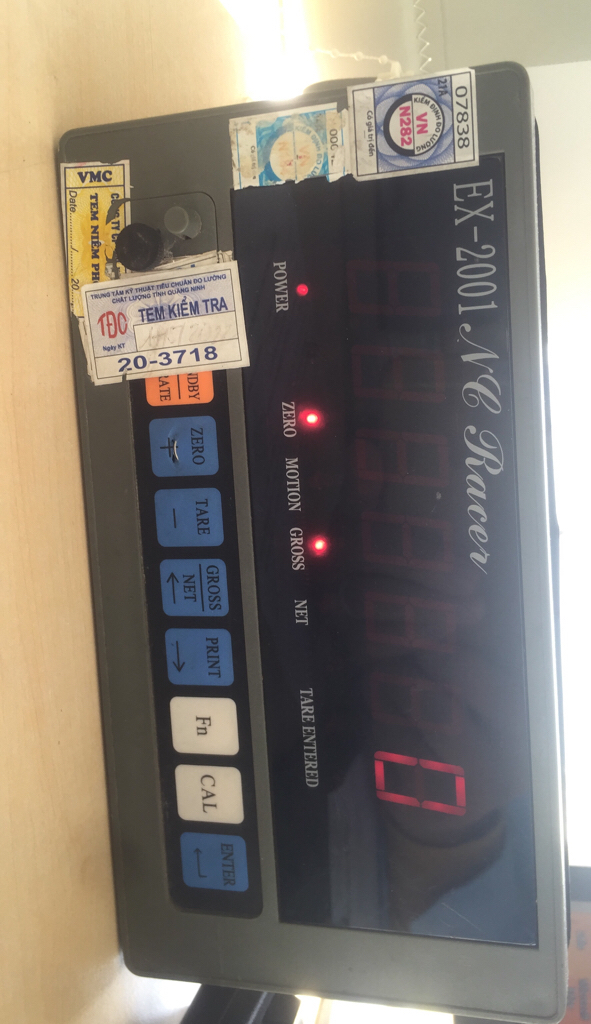 EX-2001 NC Racer
07838
21A
KIỂM ĐỊNH ĐO LƯỜNG
VN
N282
Có giá trị đến
0
POWER
ZERO
MOTION
GROSS
NET
TARE ENTERED
VMC
TEM NIÊM PH
Date....../....../20
TRUNG TÂM KỸ THUẬT TIÊU CHUẨN ĐO LƯỜNG
CHẤT LƯỢNG TỈNH QUẢNG NINH
TĐC
TEM KIỂM TRA
Ngày KT
20-3718
NDBY
RATE
ZERO
TARE
GROSS
NET
PRINT
Fn
CAL
ENTER